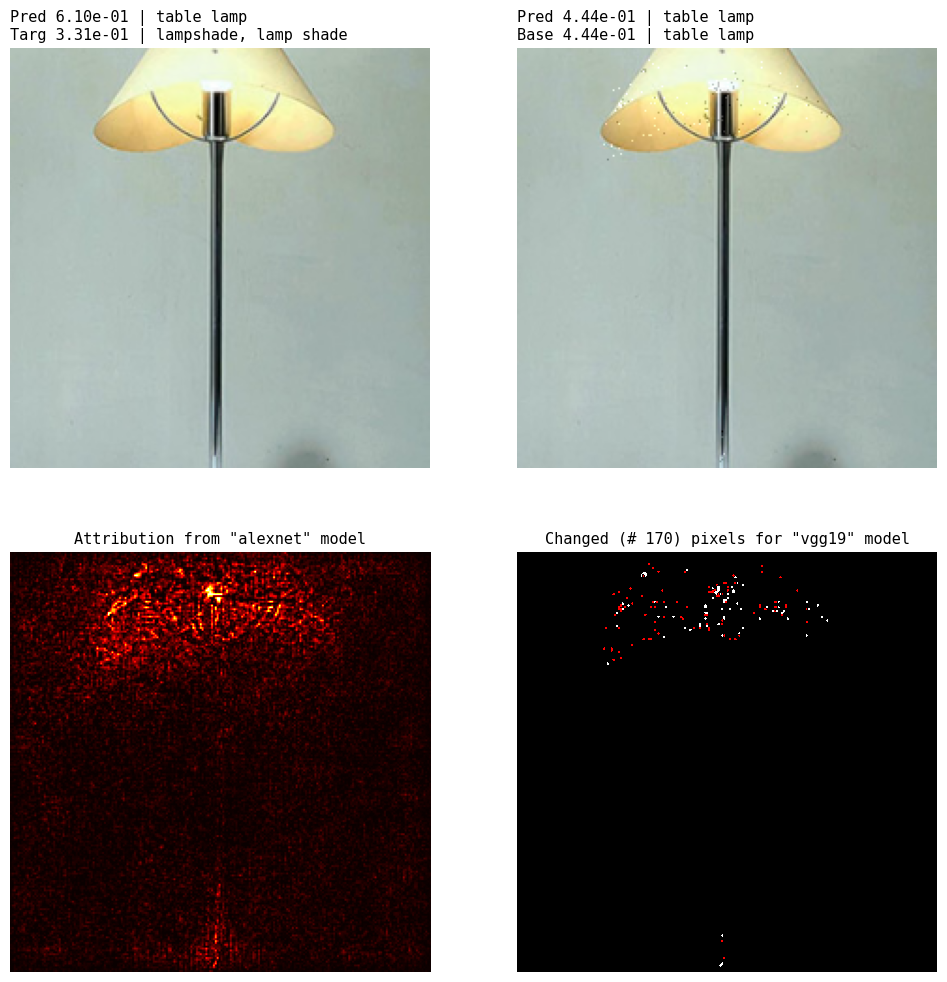 Pred 6.10e-01 | table lamp
Targ 3.31e-01 | lampshade, lamp shade
Pred 4.44e-01 | table lamp
Base 4.44e-01 | table lamp
Attribution from "alexnet" model
Changed (# 170) pixels for "vgg19" model